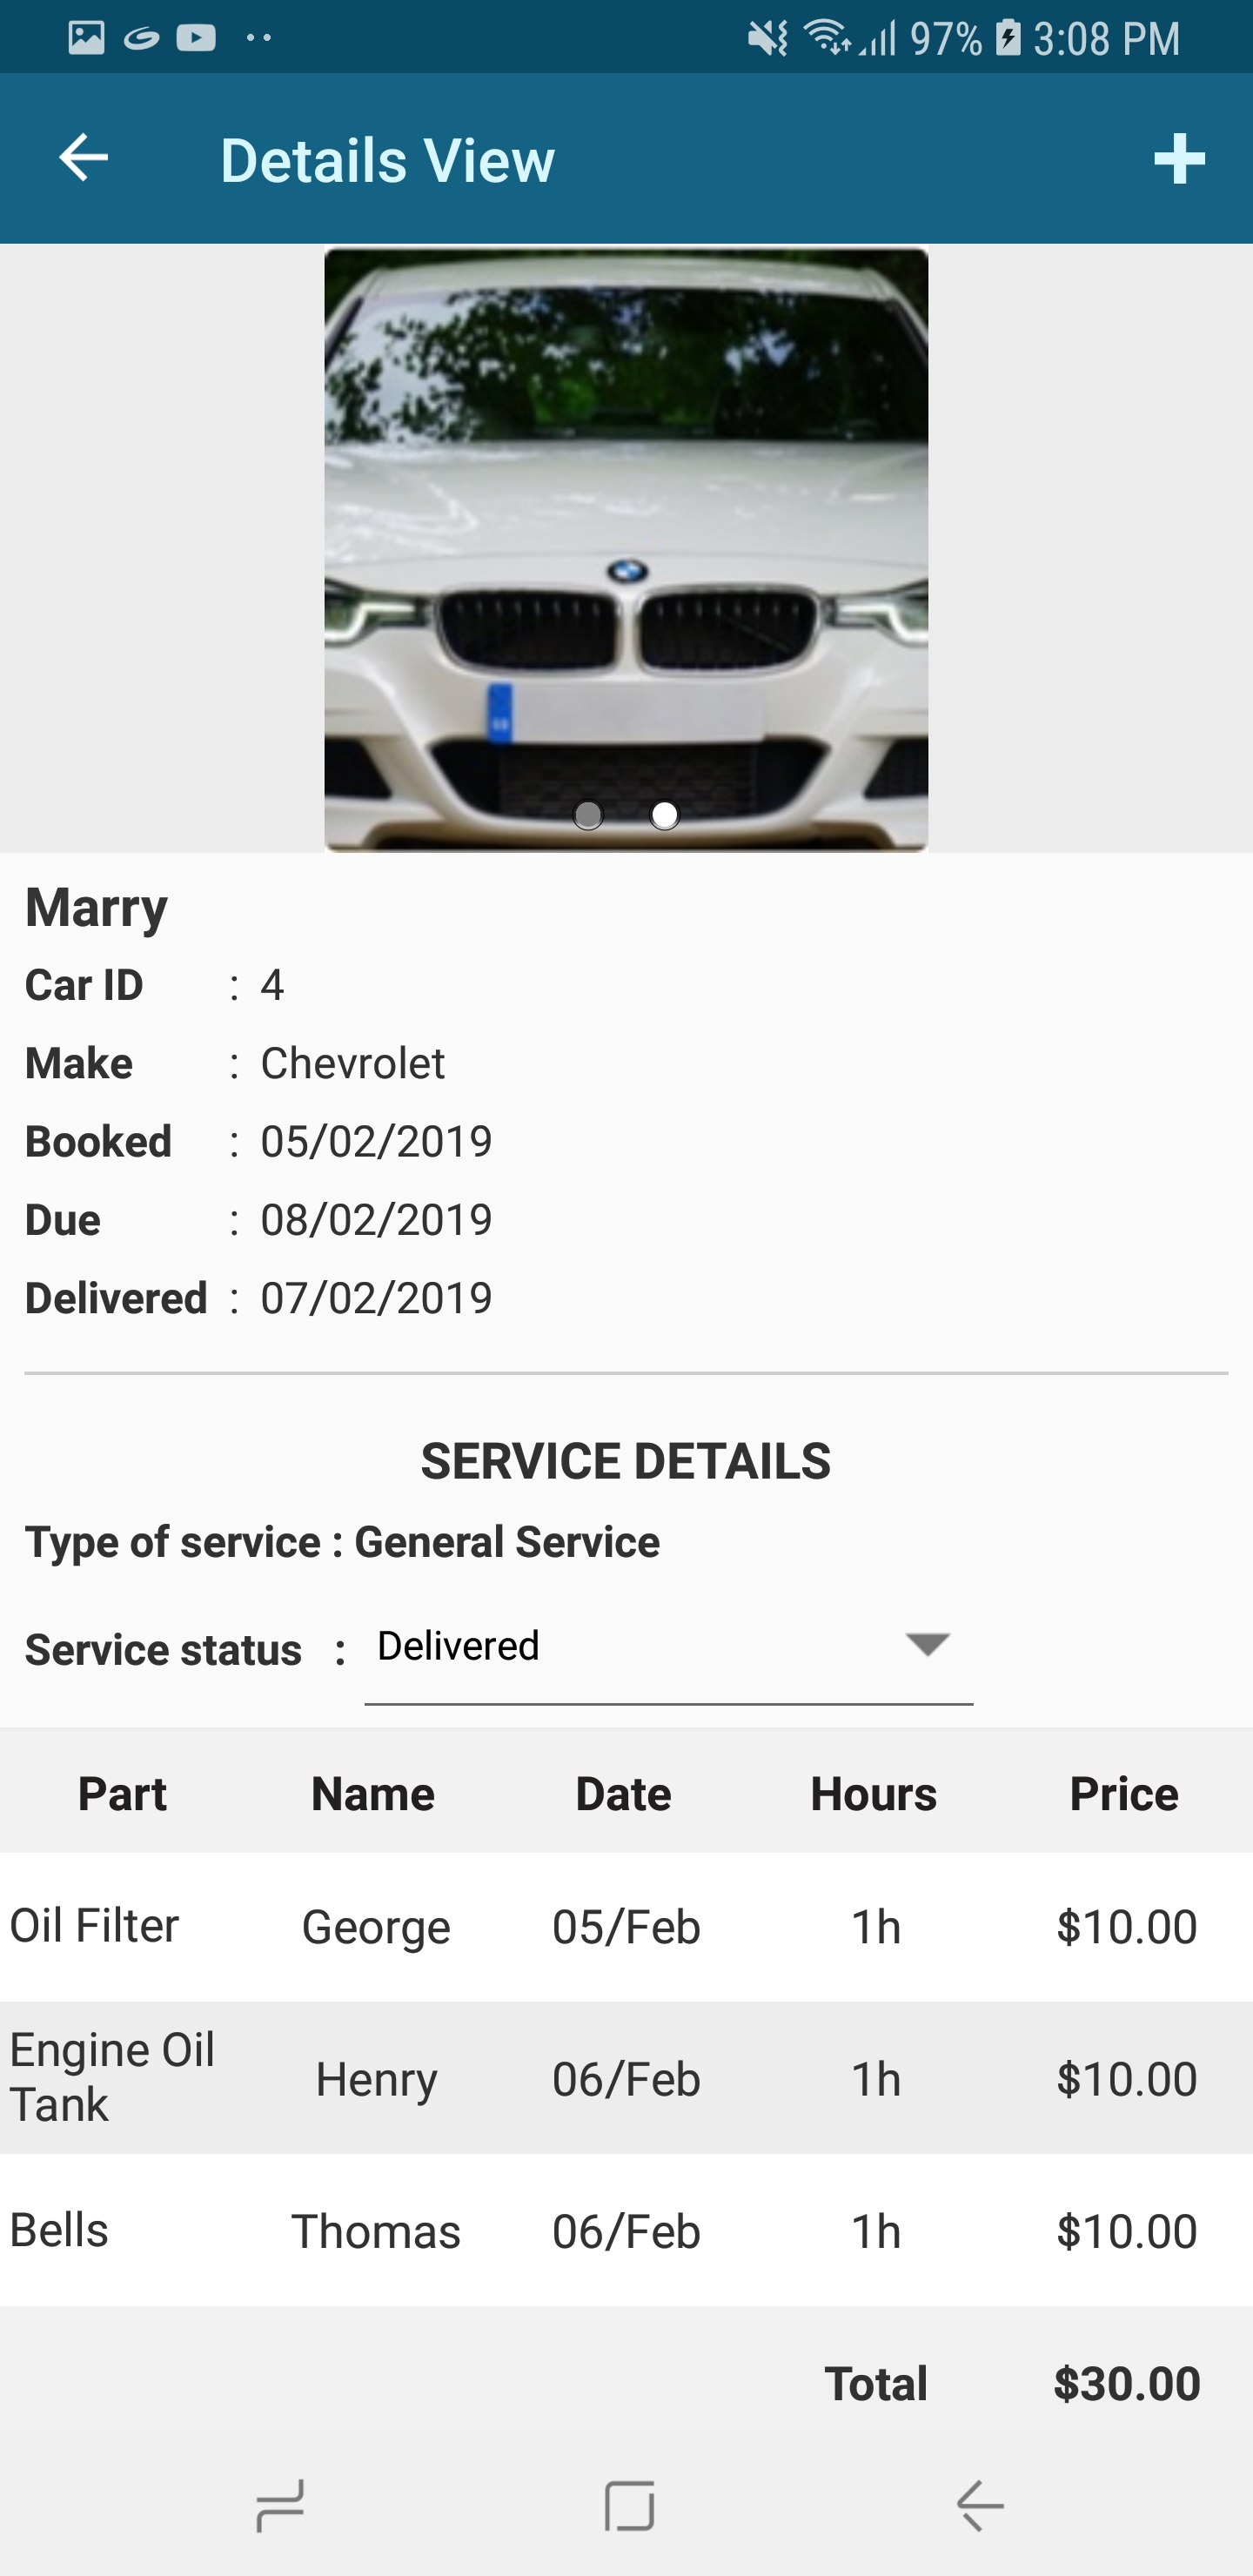 97% 3:08 PM
Details View
Marry
Car ID : 4
Make : Chevrolet
Booked : 05/02/2019
Due : 08/02/2019
Delivered : 07/02/2019
SERVICE DETAILS
Type of service : General Service
Service status : Delivered
Part Name Date Hours Price
Oil Filter George 05/Feb 1h $10.00
Engine Oil
Tank Henry 06/Feb 1h $10.00
Bells Thomas 06/Feb 1h $10.00
Total $30.00